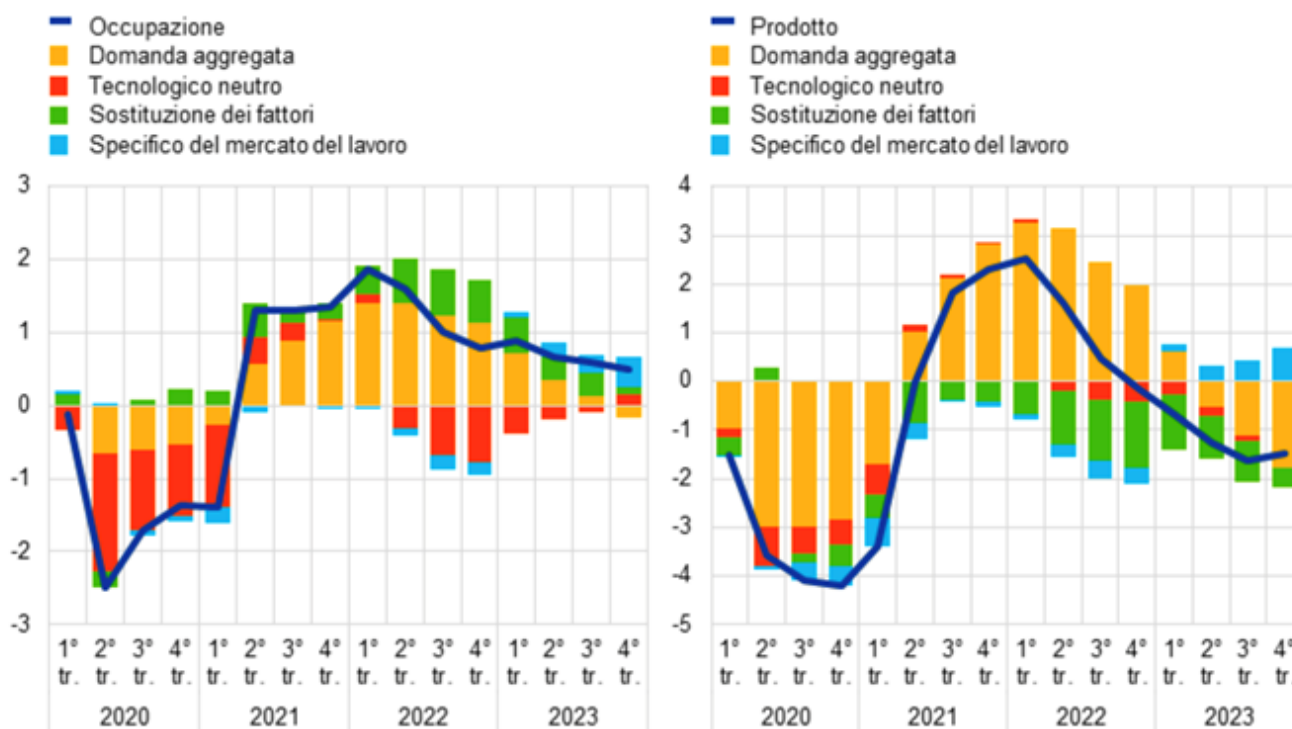 Occupazione
Domanda aggregata
Tecnologico neutro
Sostituzione dei fattori
Specifico del mercato del lavoro
3
2
1
0
-1
-2
-3
1° 2° 3° 4° 1° 2° 3° 4° 1° 2° 3° 4° 1° 2° 3° 4°
tr. tr. tr. tr. tr. tr. tr. tr. tr. tr. tr. tr. tr. tr. tr. tr.
2020 2021 2022 2023
Prodotto
Domanda aggregata
Tecnologico neutro
Sostituzione dei fattori
Specifico del mercato del lavoro
4
3
2
1
0
-1
-2
-3
-4
-5
1° 2° 3° 4° 1° 2° 3° 4° 1° 2° 3° 4° 1° 2° 3° 4°
tr. tr. tr. tr. tr. tr. tr. tr. tr. tr. tr. tr. tr. tr. tr. tr.
2020 2021 2022 2023